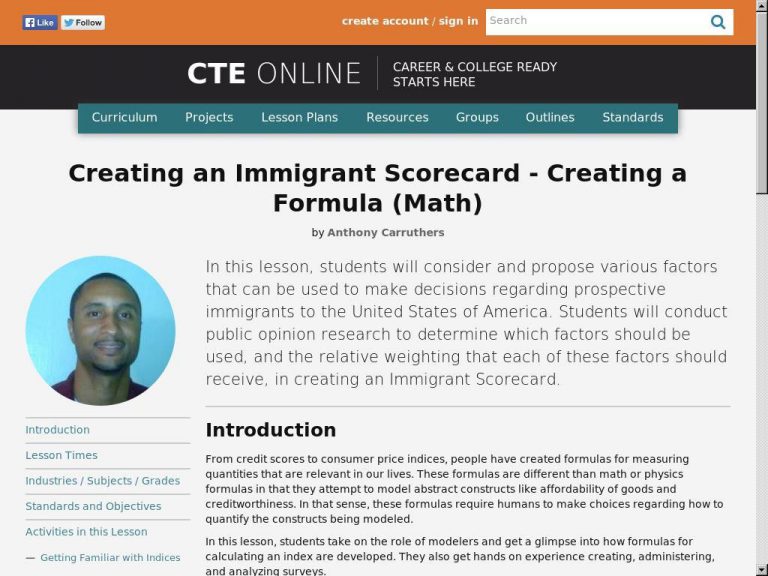 Like
Follow
create account / sign in
Search
CTE ONLINE
CAREER & COLLEGE READY
STARTS HERE
Curriculum
Projects
Lesson Plans
Resources
Groups
Outlines
Standards
Creating an Immigrant Scorecard - Creating a
Formula (Math)
by Anthony Carruthers
In this lesson, students will consider and propose various factors
that can be used to make decisions regarding prospective
immigrants to the United States of America. Students will conduct
public opinion research to determine which factors should be
used, and the relative weighting that each of these factors should
receive, in creating an Immigrant Scorecard.
Introduction
Lesson Times
Industries / Subjects / Grades
Standards and Objectives
Activities in this Lesson
— Getting Familiar with Indices
Introduction
From credit scores to consumer price indices, people have created formulas for measuring
quantities that are relevant in our lives. These formulas are different than math or physics
formulas in that they attempt to model abstract constructs like affordability of goods and
creditworthiness. In that sense, these formulas require humans to make choices regarding how to
quantify the constructs being modeled.
In this lesson, students take on the role of modelers and get a glimpse into how formulas for
calculating an index are developed. They also get hands on experience creating, administering,
and analyzing surveys.